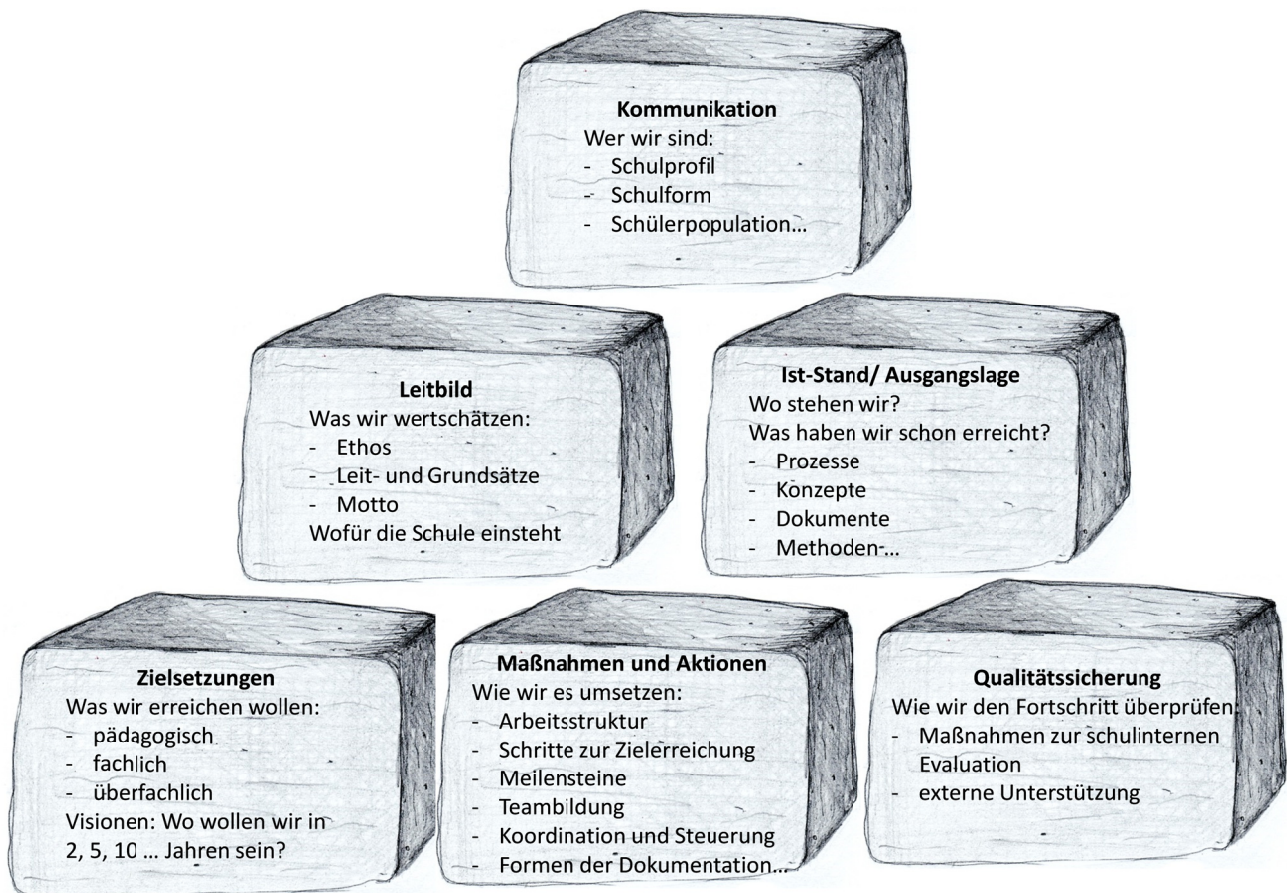 Kommunikation
Wer wir sind:
- Schulprofil
- Schulform
- Schülerpopulation...
Leitbild
Was wir wertschätzen:
- Ethos
- Leit- und Grundsätze
- Motto
Wofür die Schule einsteht
Ist-Stand/ Ausgangslage
Wo stehen wir?
Was haben wir schon erreicht?
- Prozesse
- Konzepte
- Dokumente
- Methoden-...
Zielsetzungen
Was wir erreichen wollen:
- pädagogisch
- fachlich
- überfachlich
Visionen: Wo wollen wir in
2, 5, 10 ... Jahren sein?
Maßnahmen und Aktionen
Wie wir es umsetzen:
- Arbeitsstruktur
- Schritte zur Zielerreichung
- Meilensteine
- Teambildung
- Koordination und Steuerung
- Formen der Dokumentation...
Qualitätssicherung
Wie wir den Fortschritt überprüfen:
- Maßnahmen zur schulinternen
Evaluation
- externe Unterstützung